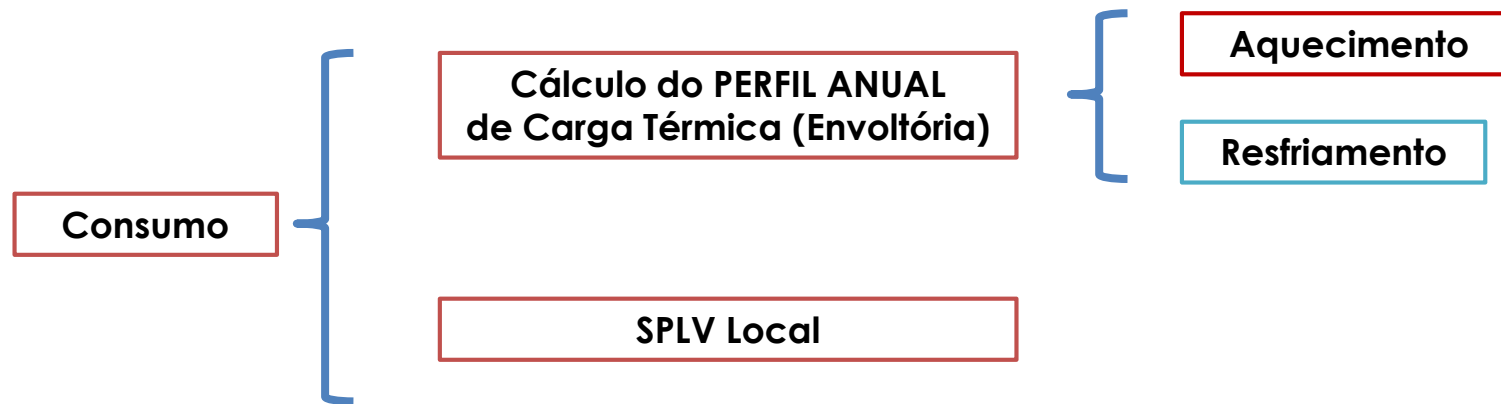 Consumo
Cálculo do PERFIL ANUAL
de Carga Térmica (Envoltória)
Aquecimento
Resfriamento
SPLV Local